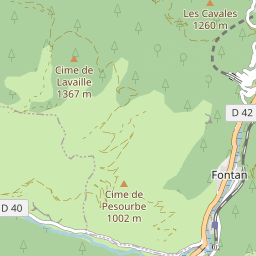 Les Cavales
1260 m
Cime de
Lavaille
1367 m
D 42
Fontan
Cime de
Pesourbe
1002 m
D 40